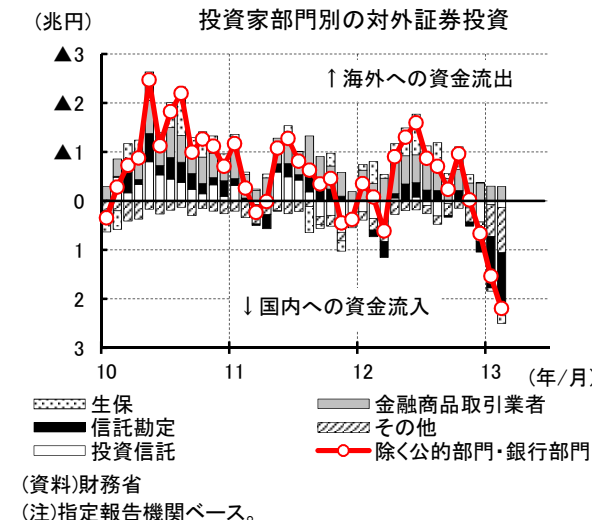 投資家部門別の対外証券投資
(兆円)
▲3
▲2
▲1
0
1
2
3
↑海外への資金流出
↓国内への資金流入
10 11 12 13
(年/月)
生保 金融商品取引業者
信託勘定 その他
投資信託 除く公的部門・銀行部門
(資料)財務省
(注)指定報告機関ベース。